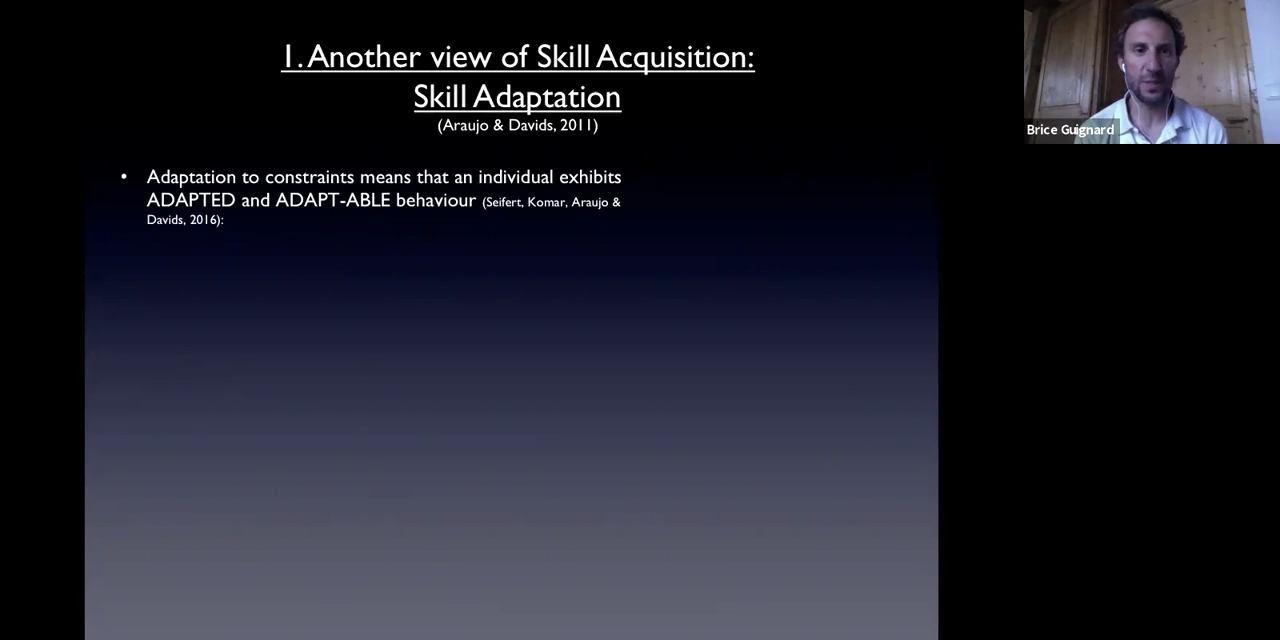 1. Another view of Skill Acquisition:
Skill Adaptation
(Araujo & Davids, 2011)
• Adaptation to constraints means that an individual exhibits
ADAPTED and ADAPT-ABLE behaviour (Seifert, Komar, Araujo &
Davids, 2016):
Brice Guignard